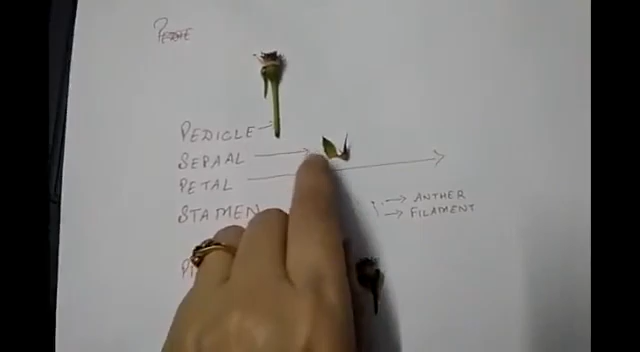 PEDICLE
SEPAAL
PETAL
STAMEN
ANTHER
FILAMENT